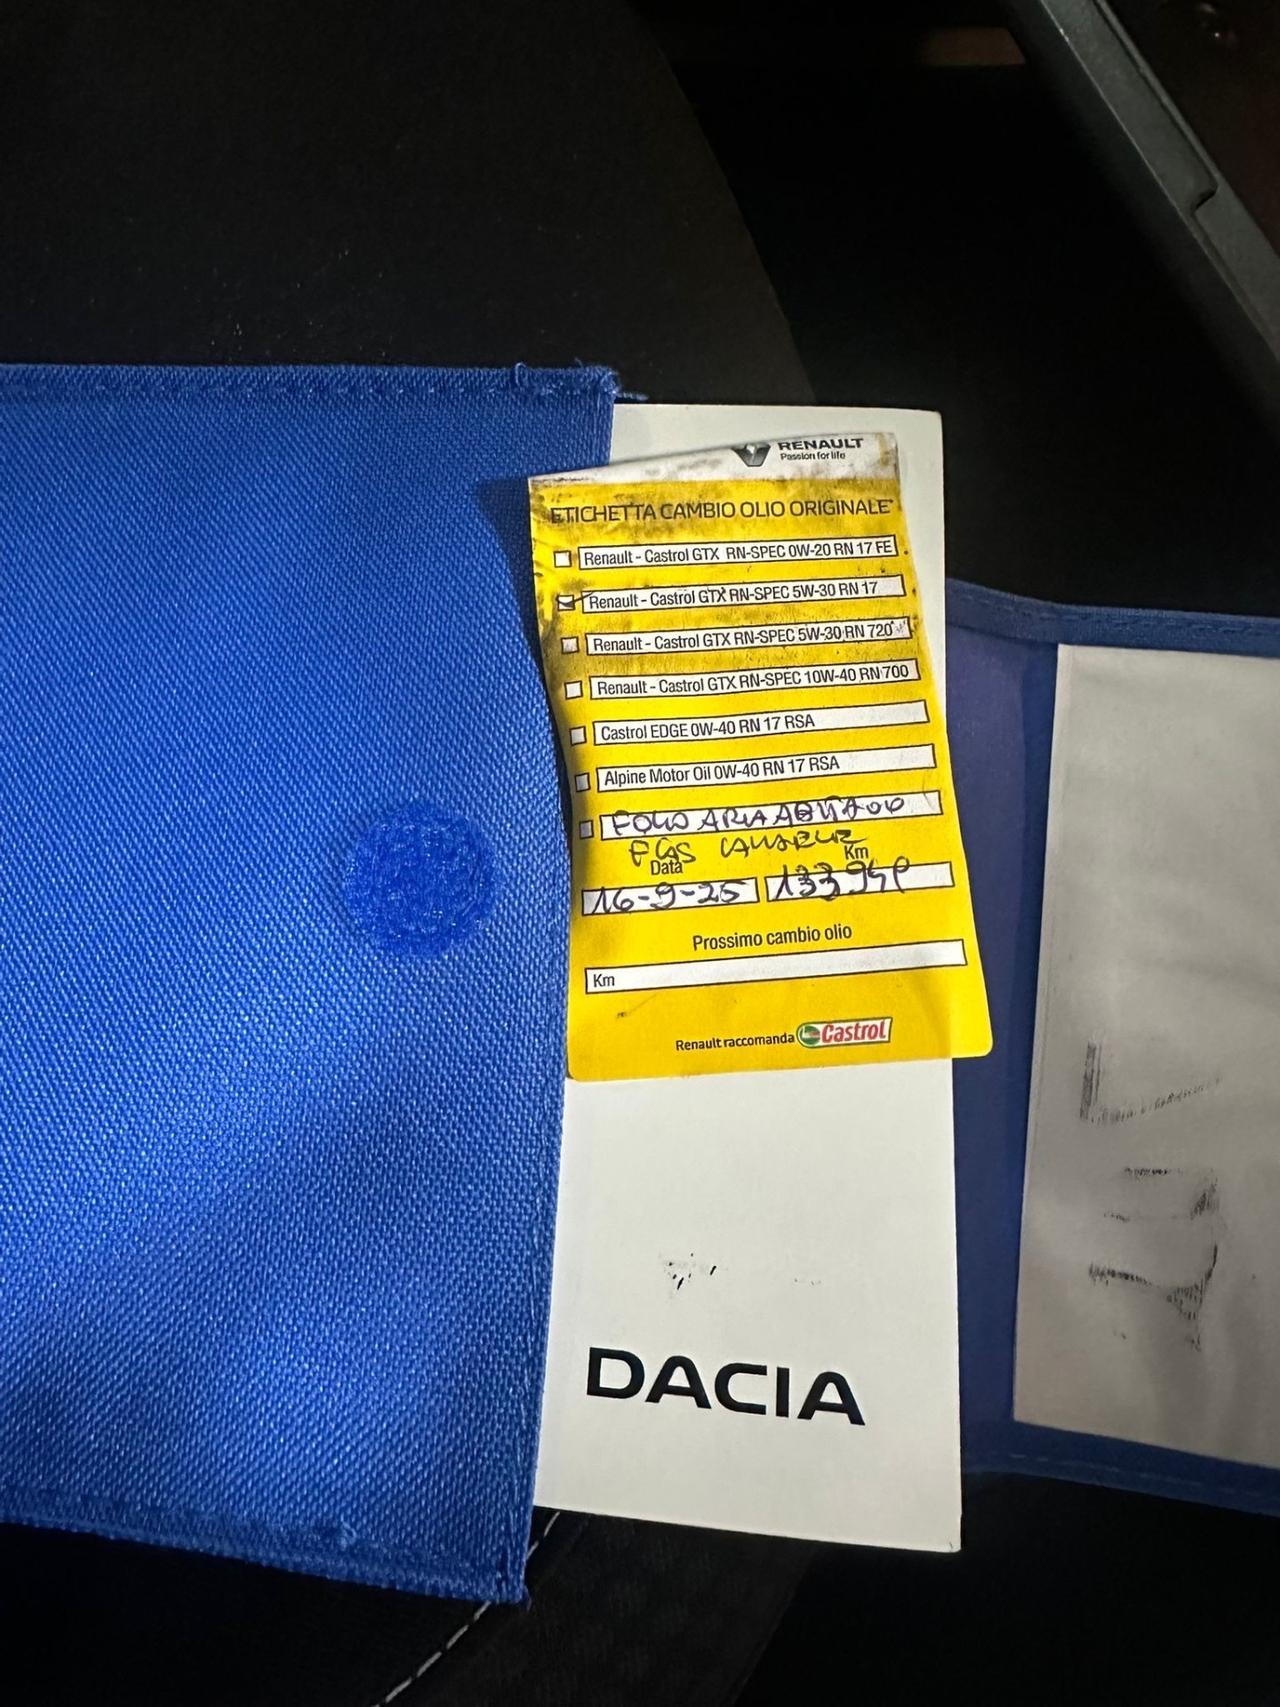 RENAULT
Passion for life
ETICHETTA CAMBIO OLIO ORIGINALE*
Renault - Castrol GTX RN-SPEC 0W-20 RN 17 FE
Renault - Castrol GTX RN-SPEC 5W-30 RN 17
Renault - Castrol GTX RN-SPEC 5W-30 RN 720*
Renault - Castrol GTX RN-SPEC 10W-40 RN 700
Castrol EDGE 0W-40 RN 17 RSA
Alpine Motor Oil 0W-40 RN 17 RSA
ARIA
Data Km
16-9-25
Prossimo cambio olio
Km
Renault raccomanda Castrol
DACIA